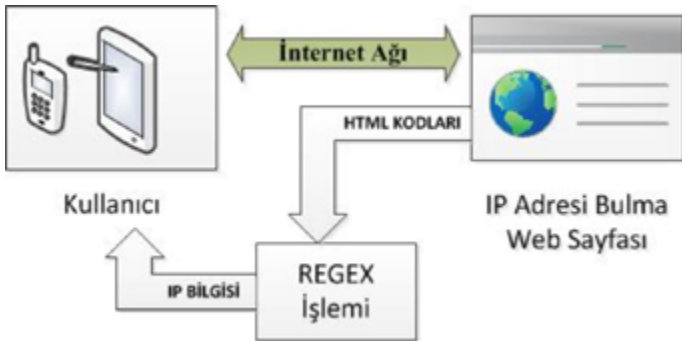 İnternet Ağı
HTML KODLARI
Kullanıcı
IP Adresi Bulma
Web Sayfası
REGEX
İşlemi
IP BİLGİSİ